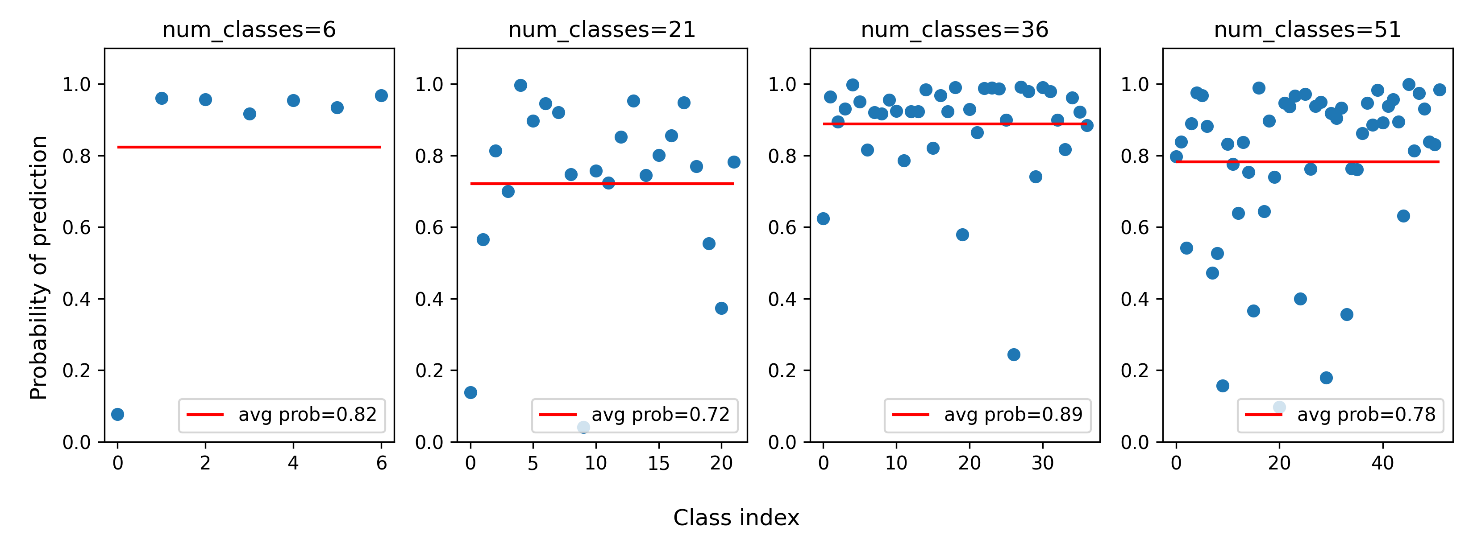 num_classes=6
num_classes=21
num_classes=36
num_classes=51
Probability of prediction
1.0
0.8
0.6
0.4
0.2
0.0
0 2 4 6
avg prob=0.82
1.0
0.8
0.6
0.4
0.2
0.0
0 5 10 15 20
avg prob=0.72
1.0
0.8
0.6
0.4
0.2
0.0
0 10 20 30
avg prob=0.89
1.0
0.8
0.6
0.4
0.2
0.0
0 20 40
avg prob=0.78
Class index